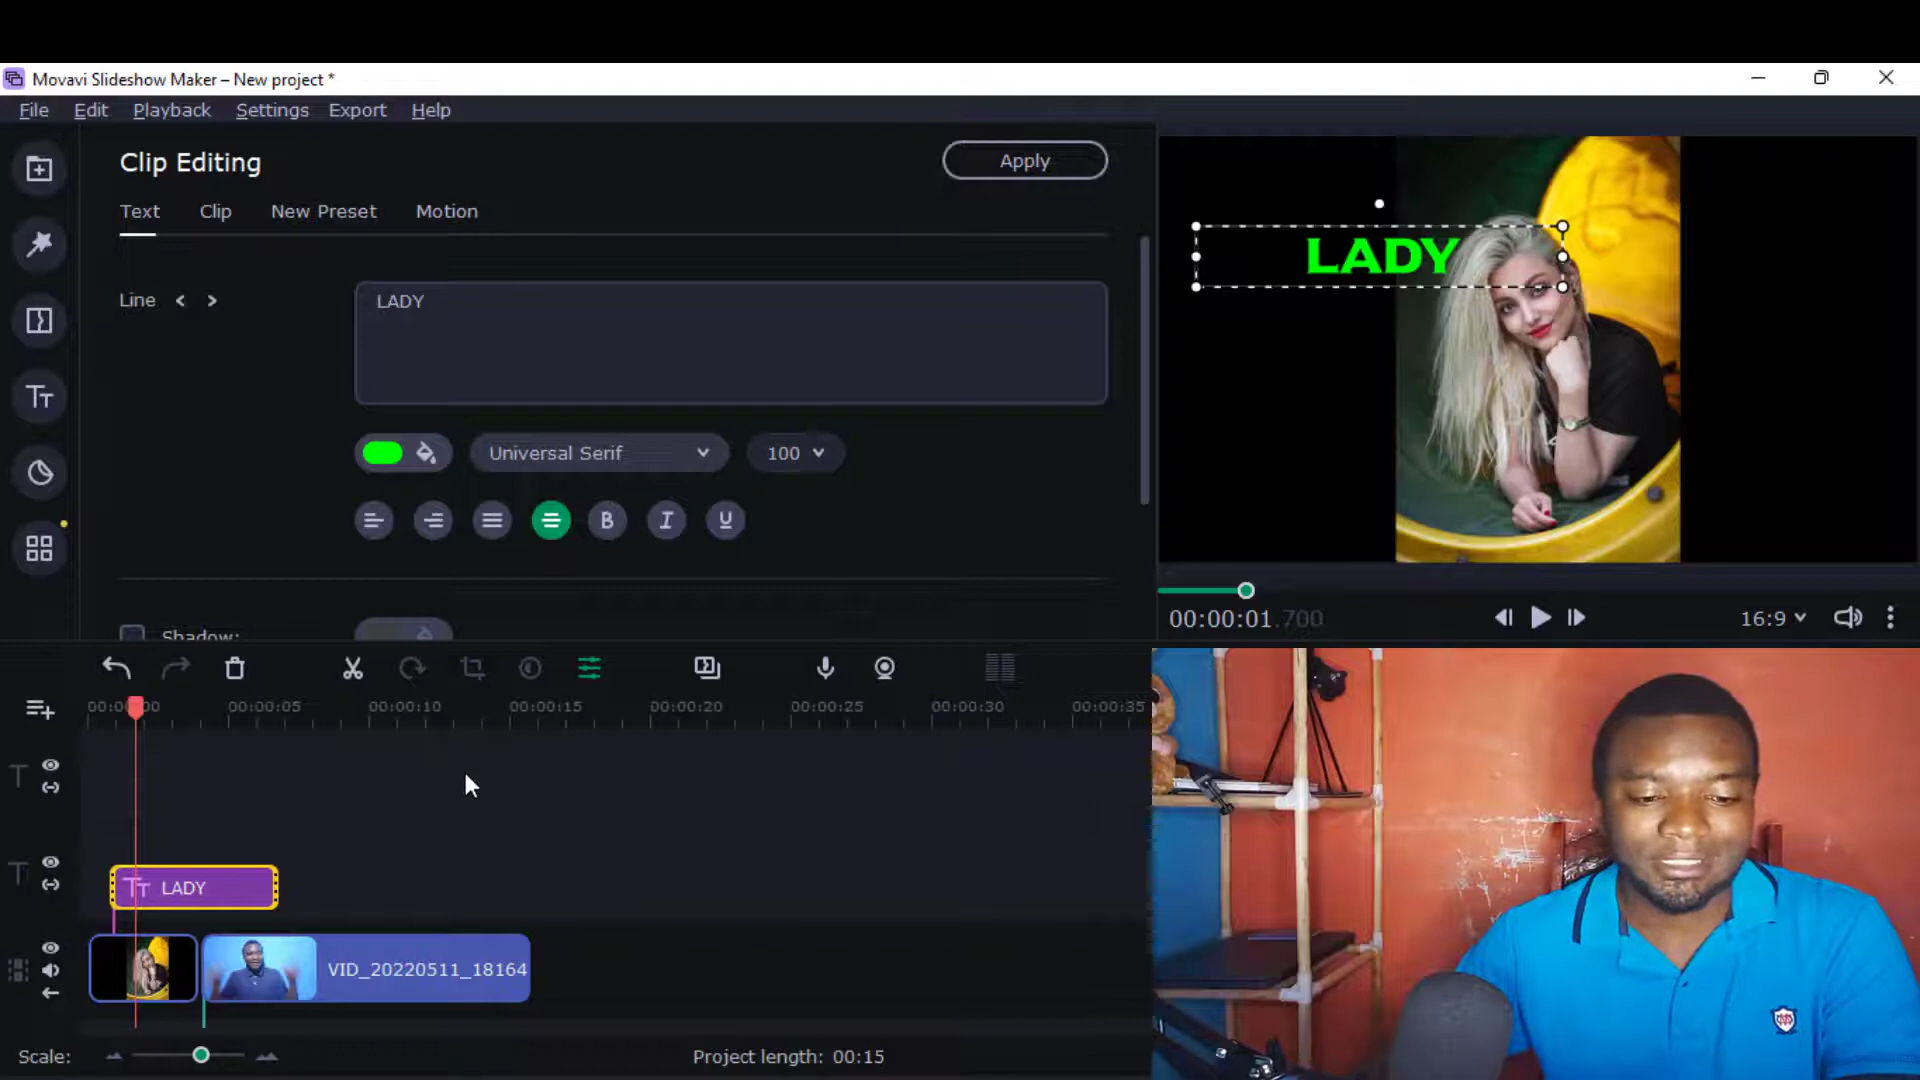 Movavi Slideshow Maker – New project *
File Edit Playback Settings Export Help
Clip Editing
Apply
Text Clip New Preset Motion
Line < >
LADY
Universal Serif
100
B I U
Shadow:
LADY
00:00:01.700
16:9
00:00:05 00:00:10 00:00:15 00:00:20 00:00:25 00:00:30 00:00:35
LADY
VID_20220511_18164
Scale:
Project length: 00:15